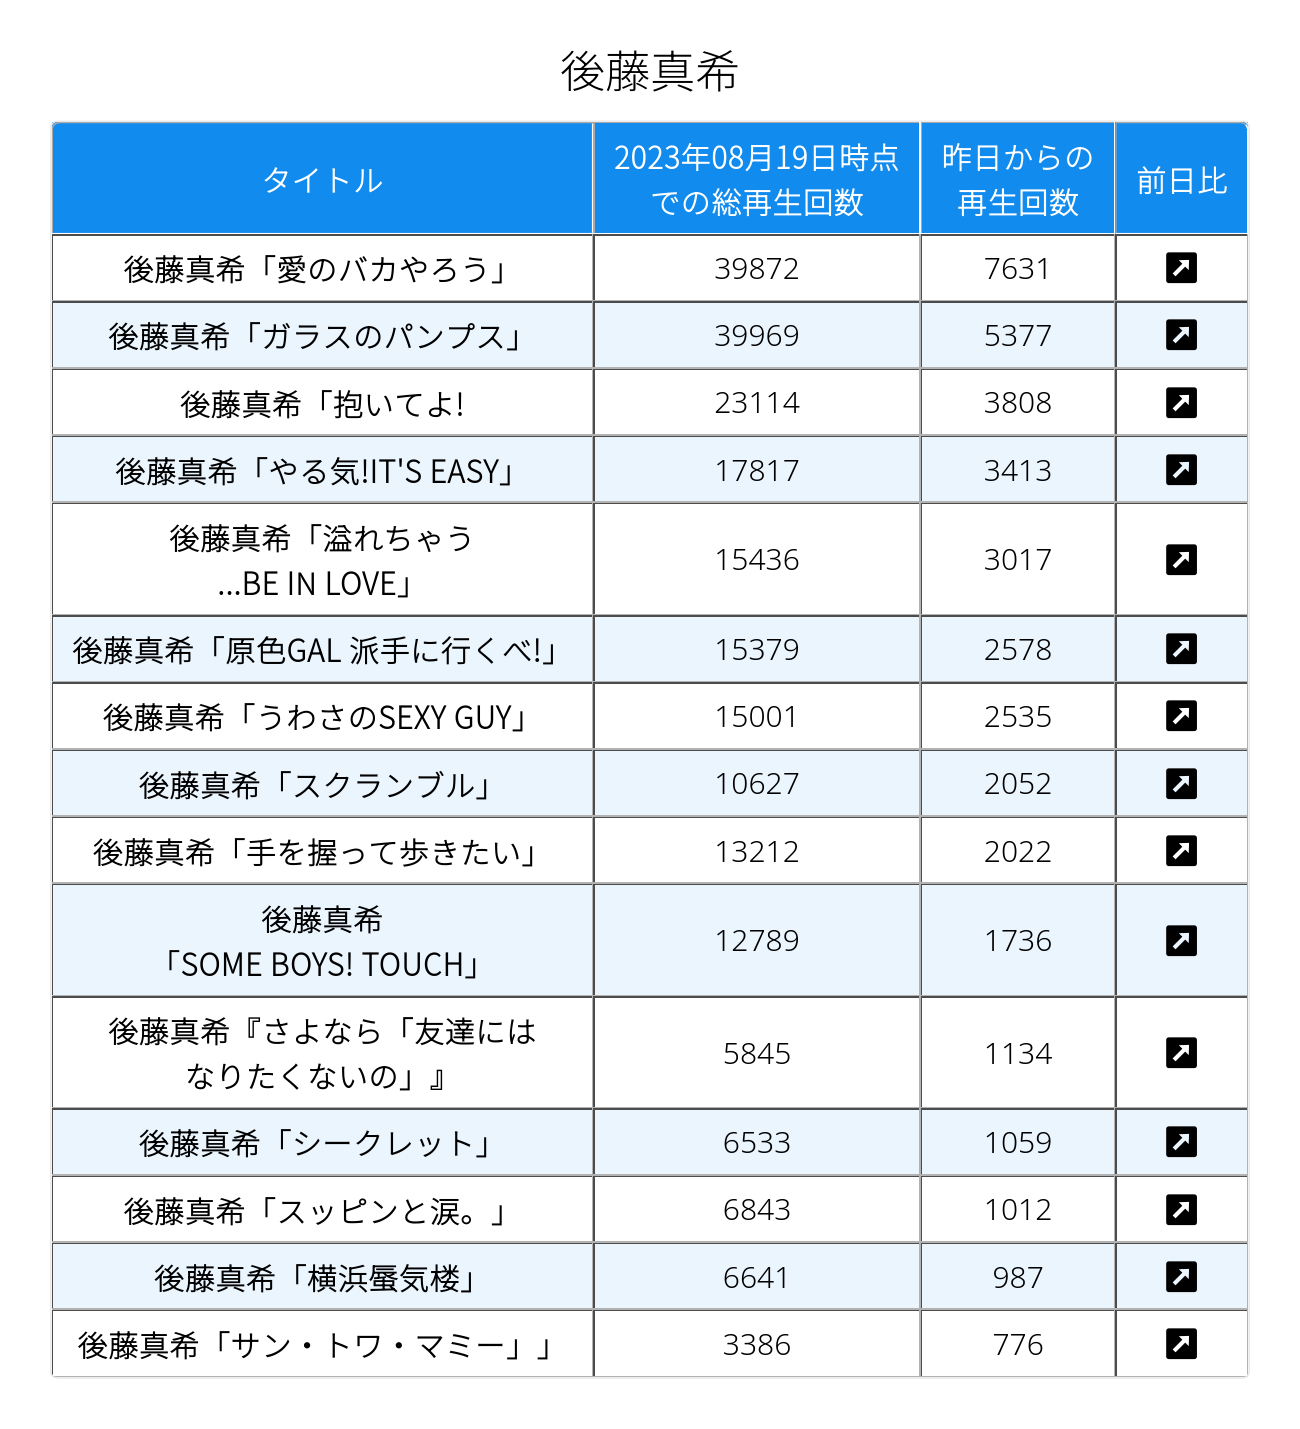 後藤真希
タイトル
2023年08月19日時点
での総再生回数
昨日からの
再生回数
前日比
後藤真希「愛のバカやろう」 39872 7631
後藤真希「ガラスのパンプス」 39969 5377
後藤真希「抱いてよ! 23114 3808
後藤真希「やる気!IT'S EASY」 17817 3413
後藤真希「溢れちゃう
...BE IN LOVE」 15436 3017
後藤真希「原色GAL 派手に行くべ!」 15379 2578
後藤真希「うわさのSEXY GUY」 15001 2535
後藤真希「スクランブル」 10627 2052
後藤真希「手を握って歩きたい」 13212 2022
後藤真希
「SOME BOYS! TOUCH」 12789 1736
後藤真希『さよなら「友達には
なりたくないの」』 5845 1134
後藤真希「シークレット」 6533 1059
後藤真希「スッピンと涙。」 6843 1012
後藤真希「横浜蜃気楼」 6641 987
後藤真希「サン・トワ・マミー」」 3386 776